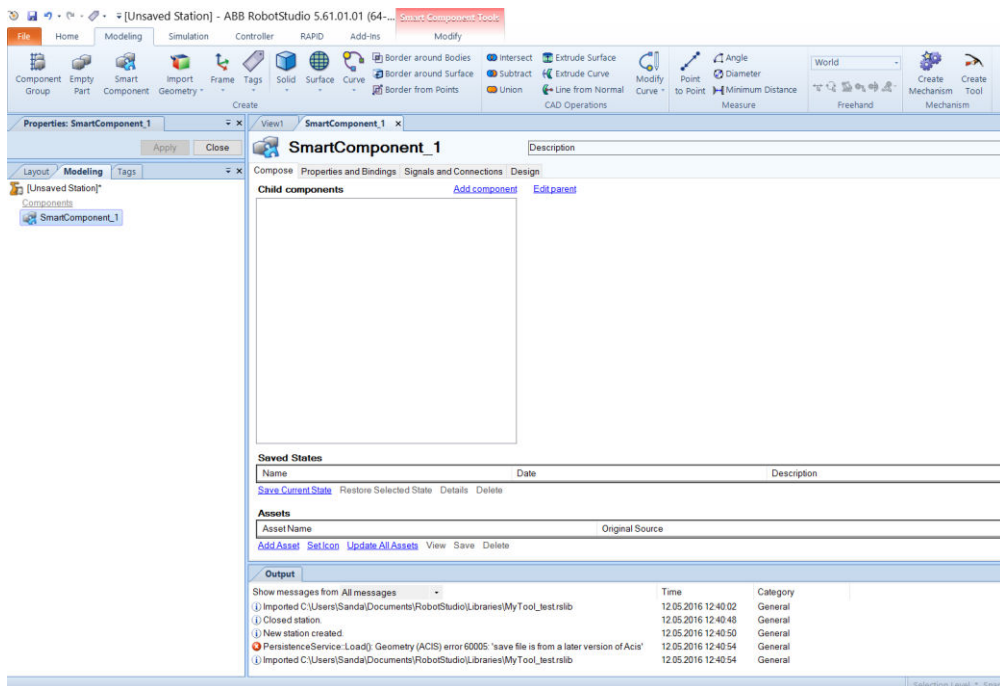 [Unsaved Station] - ABB RobotStudio 5.61.01.01 (64-... Smart Component Tools
File Home Modeling Simulation Controller RAPID Add-Ins Modify
Component Group Empty Part Smart Component Import Geometry Frame Tags Solid Surface Curve
Border around Bodies
Border around Surface
Border from Points
Intersect
Subtract
Union
Extrude Surface
Extrude Curve
Line from Normal
Modify Curve Point to Point
Angle
Diameter
Minimum Distance
World
Create Mechanism Create Tool
Create CAD Operations Measure Freehand Mechanism
Properties: SmartComponent_1
Apply Close
Layout Modeling Tags
[Unsaved Station]*
Components
SmartComponent_1
View1 SmartComponent_1
SmartComponent_1 Description
Compose Properties and Bindings Signals and Connections Design
Child components Add component Edit parent
Saved States
Name Date Description
Save Current State Restore Selected State Details Delete
Assets
Asset Name Original Source
Add Asset Set Icon Update All Assets View Save Delete
Output
Show messages from All messages Time Category
Imported C:\Users\Sanda\Documents\RobotStudio\Libraries\MyTool_test.rslib 12.05.2016 12:40:02 General
Closed station. 12.05.2016 12:40:48 General
New station created. 12.05.2016 12:40:50 General
PersistenceService::Load(): Geometry (ACIS) error 60005: 'save file is from a later version of Acis' 12.05.2016 12:40:54 General
Imported C:\Users\Sanda\Documents\RobotStudio\Libraries\MyTool_test.rslib 12.05.2016 12:40:54 General
Selection Level